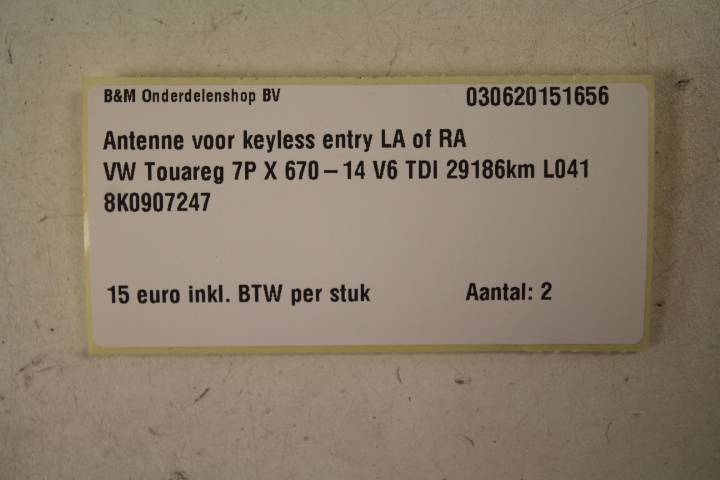 B&M Onderdelenshop BV 030620151656
Antenne voor keyless entry LA of RA
VW Touareg 7P X 670 – 14 V6 TDI 29186km L041
8K0907247
15 euro inkl. BTW per stuk Aantal: 2